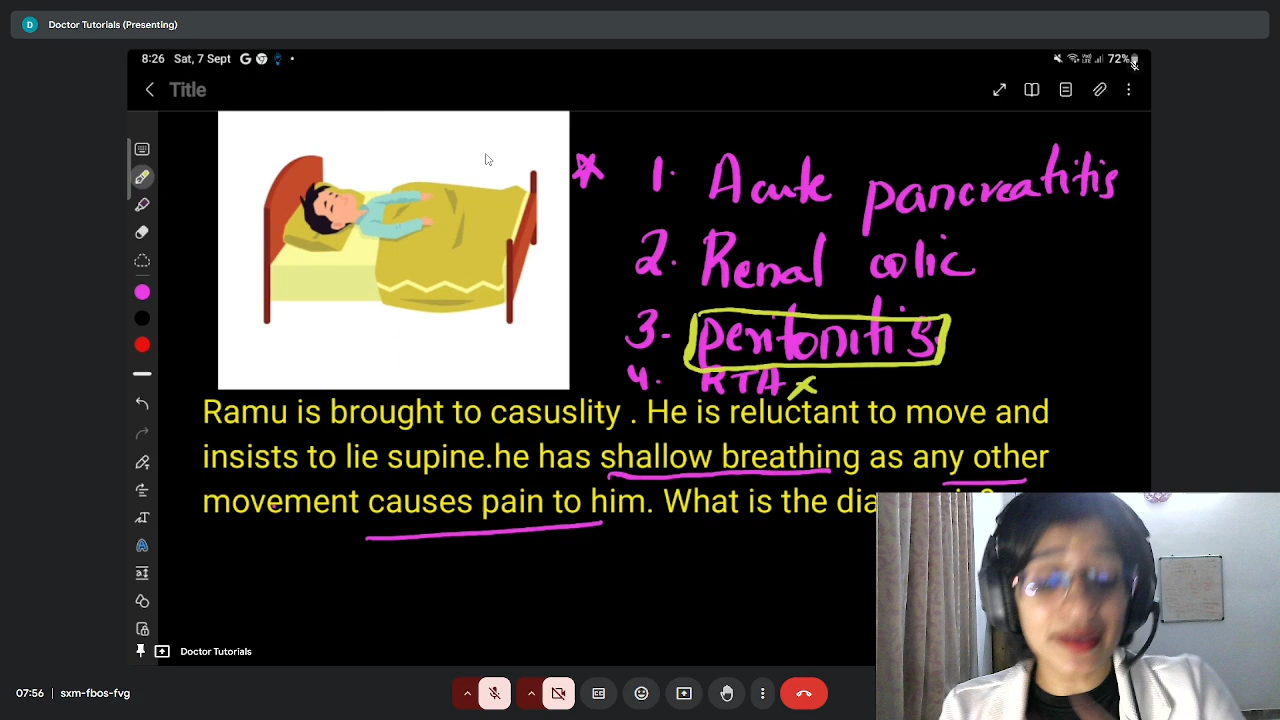 D Doctor Tutorials (Presenting)
8:26 Sat, 7 Sept G
72%
Title
1. Acute pancreatitis
2. Renal colic
3. peritonitis
4. RTA x
Ramu is brought to casuslity . He is reluctant to move and
insists to lie supine.he has shallow breathing as any other
movement causes pain to him. What is the dia
Doctor Tutorials
07:56 | sxm-fbos-fvg